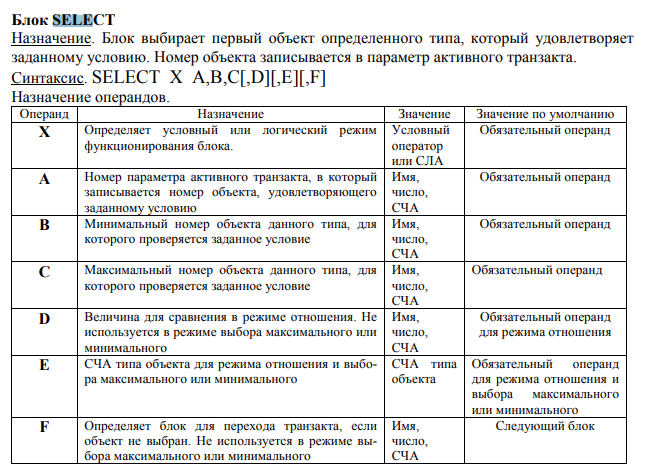 Блок SELECT
Назначение. Блок выбирает первый объект определенного типа, который удовлетворяет
заданному условию. Номер объекта записывается в параметр активного транзакта.
Синтаксис. SELECT X A,B,C[,D][,E][,F]
Назначение операндов.
Операнд Назначение Значение Значение по умолчанию
X Определяет условный или логический режим Условный Обязательный операнд
функционирования блока. оператор
или СЛА
A Номер параметра активного транзакта, в который Имя, Обязательный операнд
записывается номер объекта, удовлетворяющего число,
заданному условию СЧА
B Минимальный номер объекта данного типа, для Имя, Обязательный операнд
которого проверяется заданное условие число,
СЧА
C Максимальный номер объекта данного типа, для Имя, Обязательный операнд
которого проверяется заданное условие число,
СЧА
D Величина для сравнения в режиме отношения. Не Имя, Обязательный операнд
используется в режиме выбора максимального или число, для режима отношения
минимального СЧА
E СЧА типа объекта для режима отношения и выбо- СЧА типа Обязательный операнд
ра максимального или минимального объекта для режима отношения и
выбора максимального
или минимального
F Определяет блок для перехода транзакта, если Имя, Следующий блок
объект не выбран. Не используется в режиме вы- число,
бора максимального или минимального СЧА